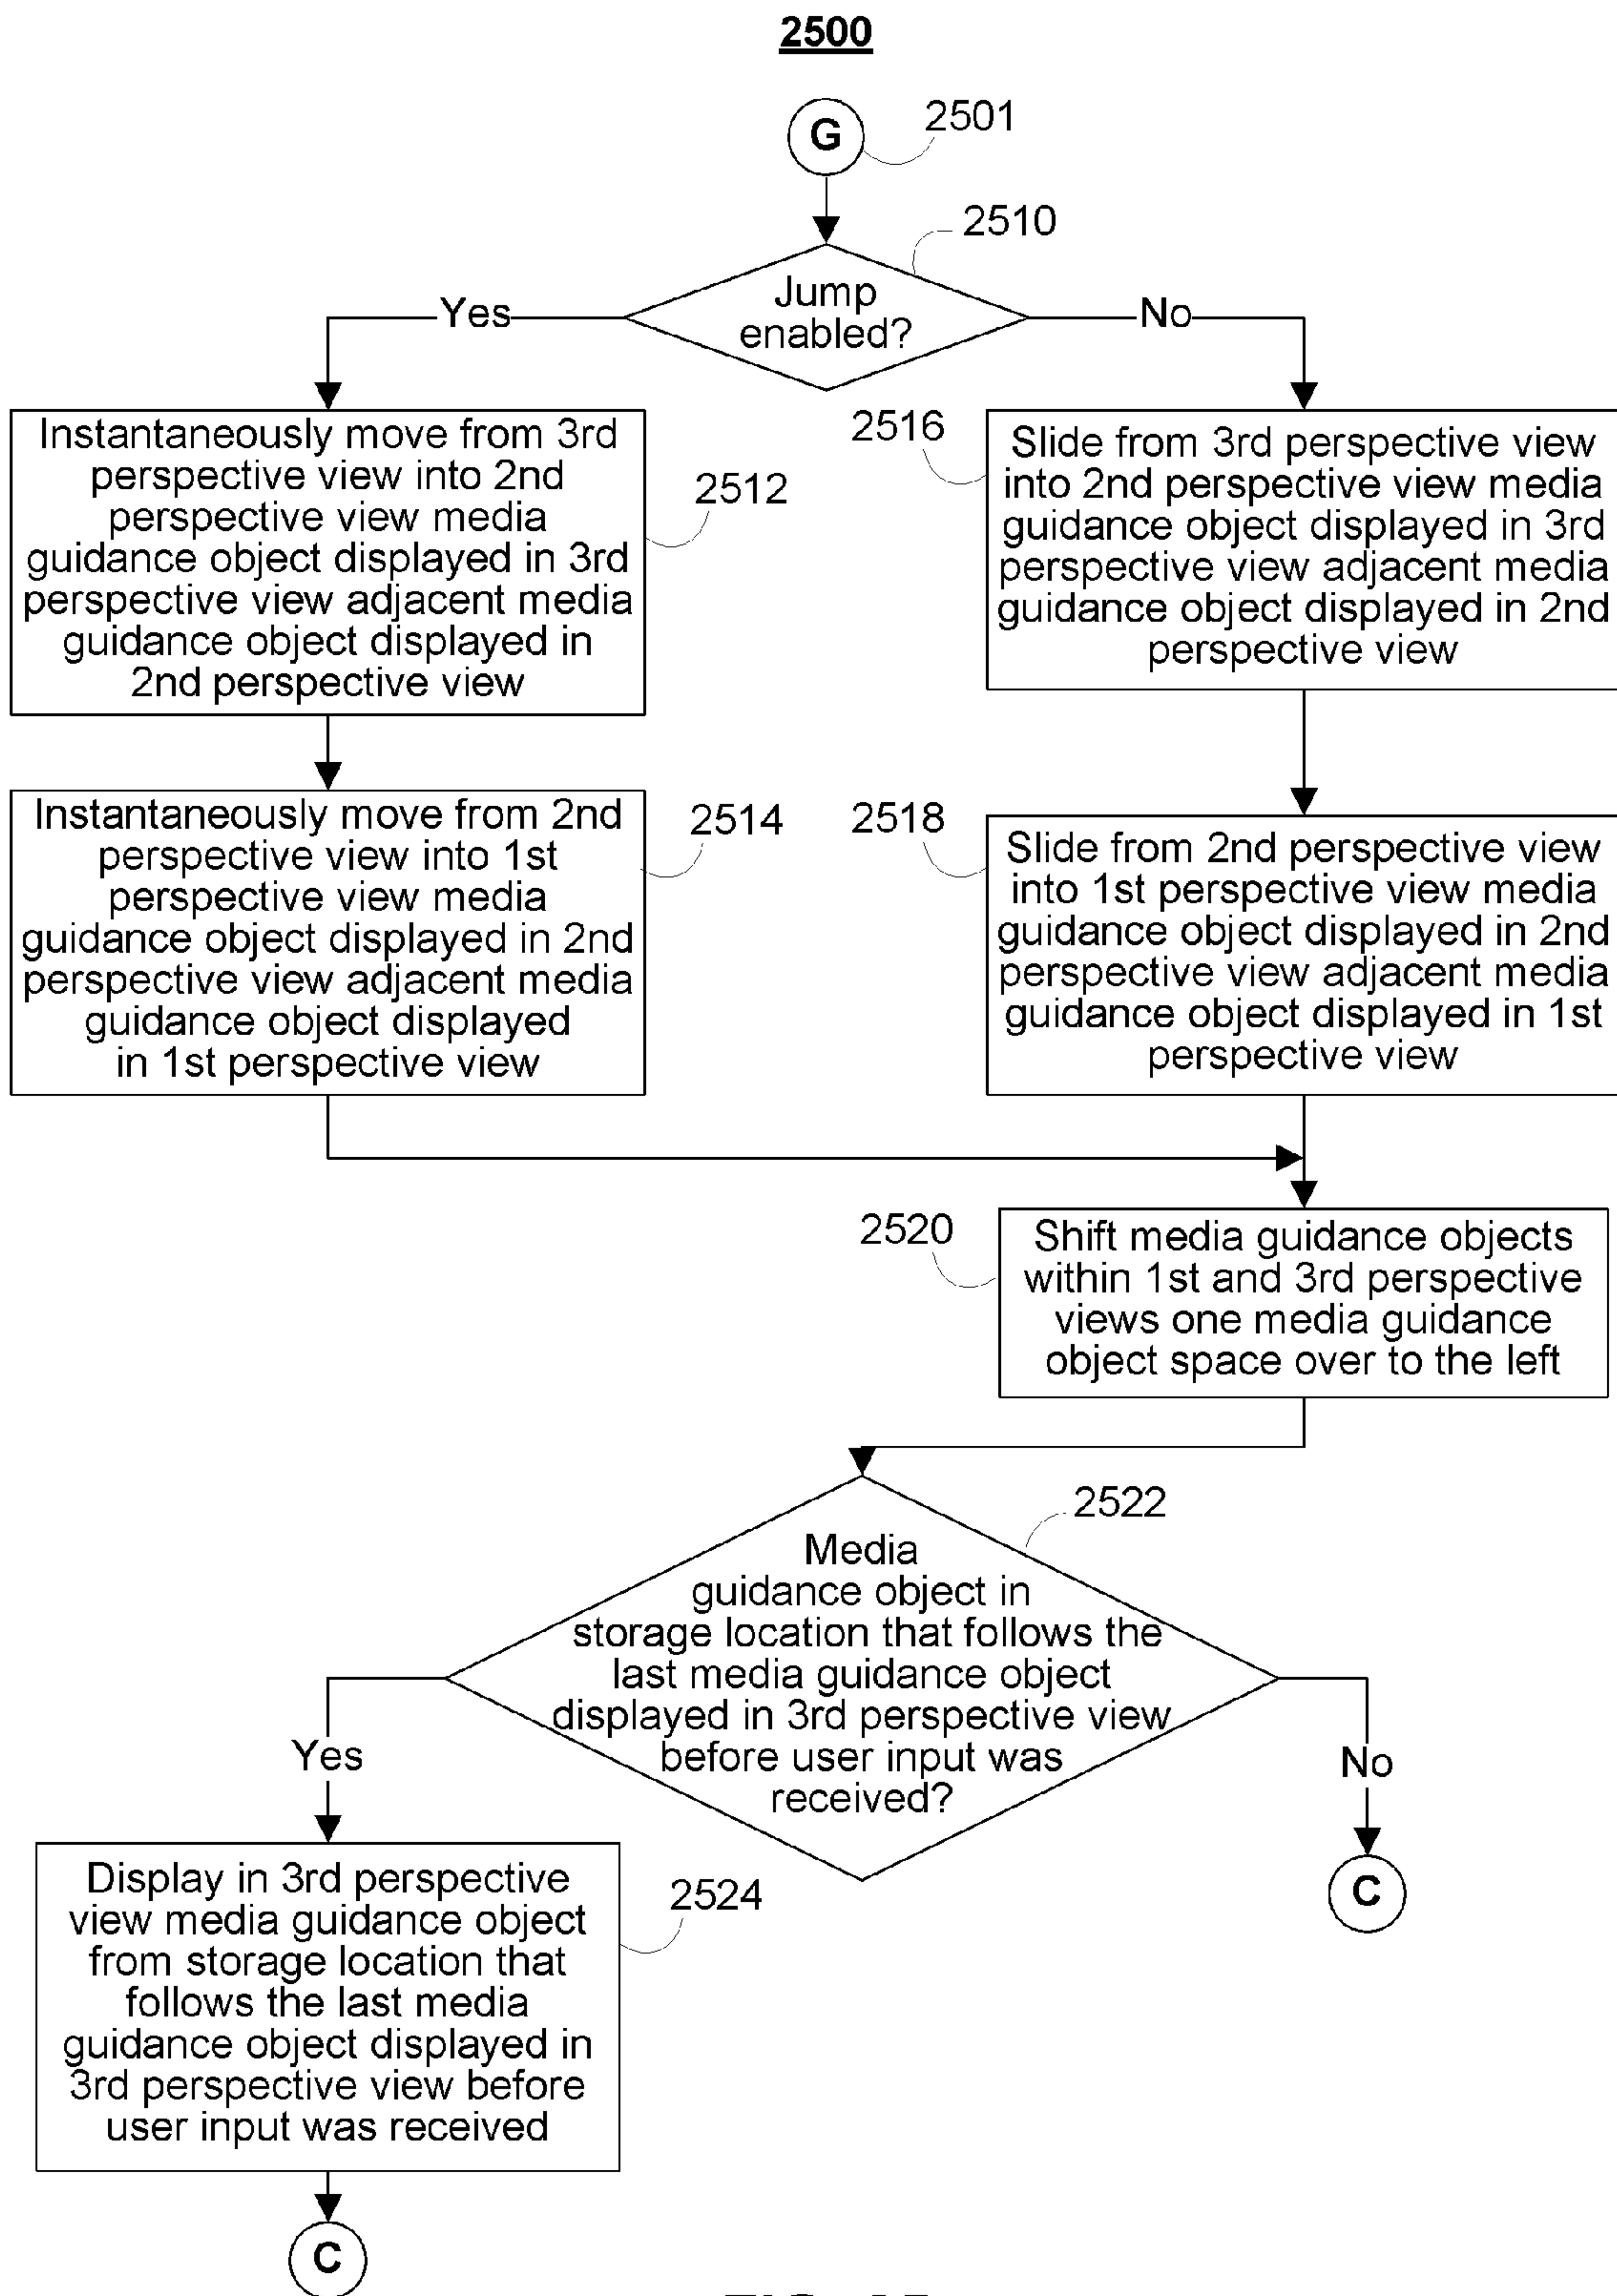 2500
G
2501
2510
Jump
enabled?
Yes
No
Instantaneously move from 3rd
perspective view into 2nd
perspective view media
guidance object displayed in 3rd
perspective view adjacent media
guidance object displayed in
2nd perspective view
2512
2516
Slide from 3rd perspective view
into 2nd perspective view media
guidance object displayed in 3rd
perspective view adjacent media
guidance object displayed in 2nd
perspective view
Instantaneously move from 2nd
perspective view into 1st
perspective view media
guidance object displayed in 2nd
perspective view adjacent media
guidance object displayed
in 1st perspective view
2514
2518
Slide from 2nd perspective view
into 1st perspective view media
guidance object displayed in 2nd
perspective view adjacent media
guidance object displayed in 1st
perspective view
2520
Shift media guidance objects
within 1st and 3rd perspective
views one media guidance
object space over to the left
2522
Media
guidance object in
storage location that follows the
last media guidance object
displayed in 3rd perspective view
before user input was
received?
Yes
No
C
Display in 3rd perspective
view media guidance object
from storage location that
follows the last media
guidance object displayed in
3rd perspective view before
user input was received
2524
C